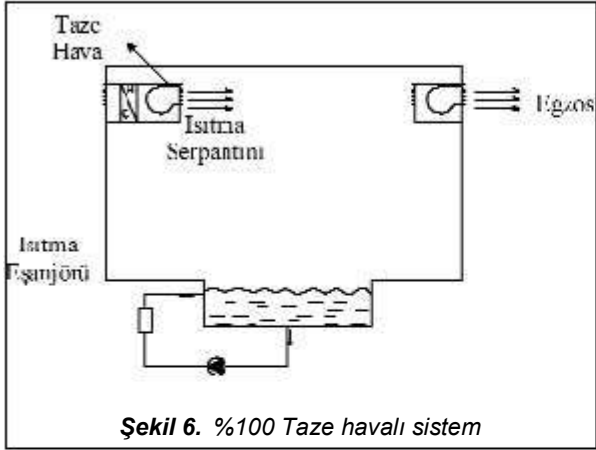 Taze
Hava
Isıtma
Serpantini
Egzos
Isıtma
Eşanjörü
Şekil 6. %100 Taze havalı sistem